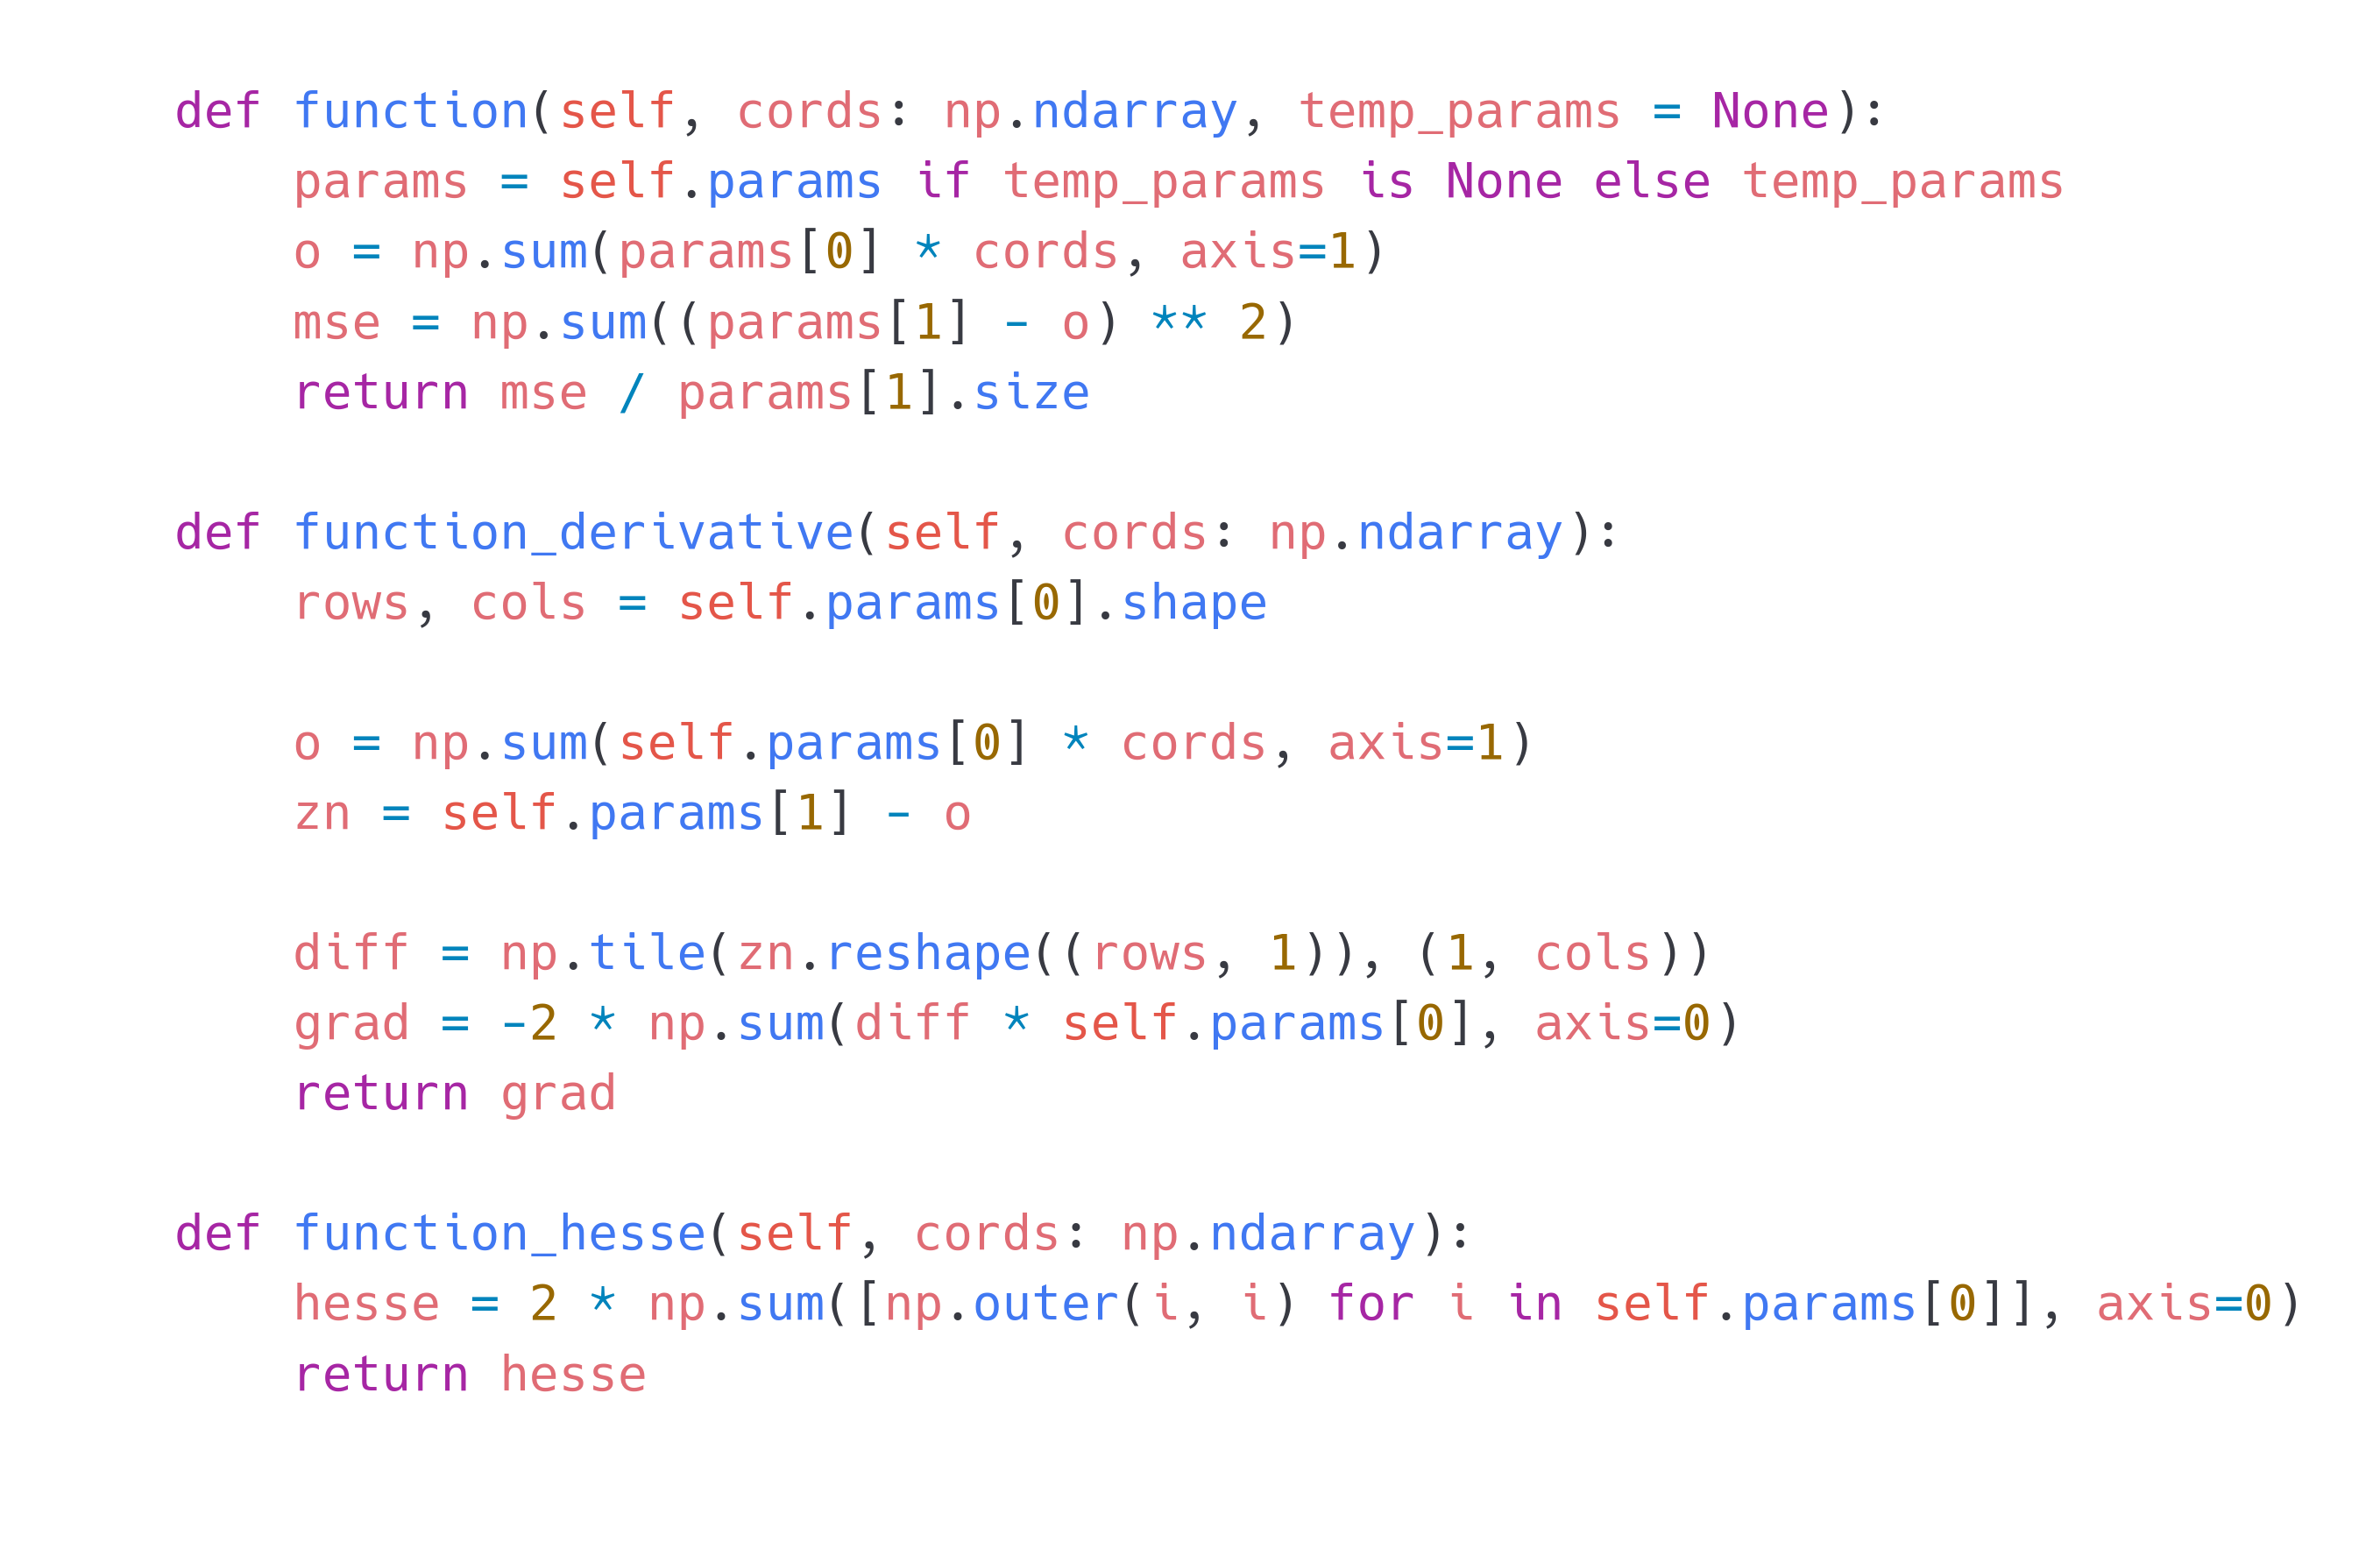 def function(self, cords: np.ndarray, temp_params = None):
    params = self.params if temp_params is None else temp_params
    o = np.sum(params[0] * cords, axis=1)
    mse = np.sum((params[1] - o) ** 2)
    return mse / params[1].size

def function_derivative(self, cords: np.ndarray):
    rows, cols = self.params[0].shape

    o = np.sum(self.params[0] * cords, axis=1)
    zn = self.params[1] - o

    diff = np.tile(zn.reshape((rows, 1)), (1, cols))
    grad = -2 * np.sum(diff * self.params[0], axis=0)
    return grad

def function_hesse(self, cords: np.ndarray):
    hesse = 2 * np.sum([np.outer(i, i) for i in self.params[0]], axis=0)
    return hesse